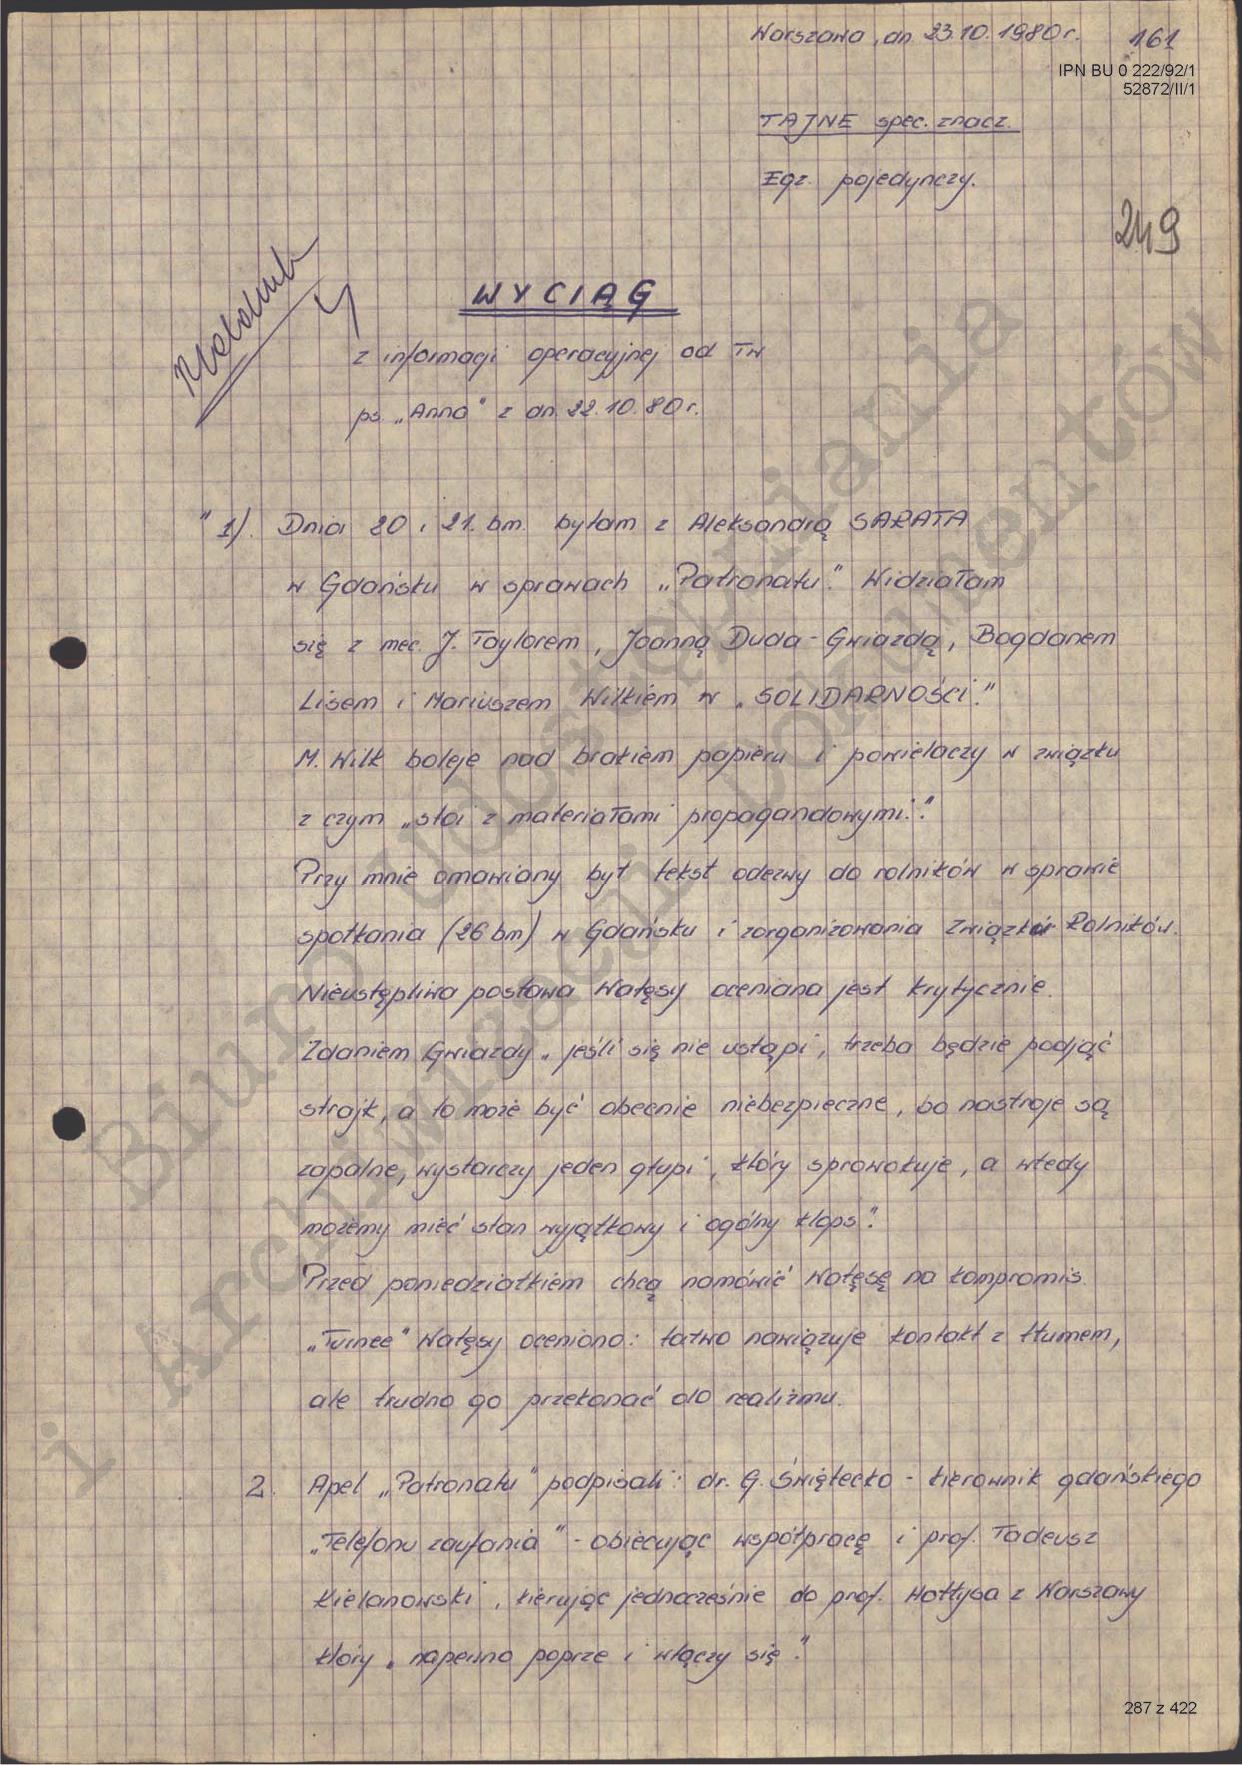 Warszawa, dn. 23.10.1980 r. 161
IPN BU 0 222/92/1
52872/II/1
TAJNE spec. znacz.
Egz. pojedynczy.
249
WYCIĄG
z informacji operacyjnej od TW
ps. „Anna" z dn. 22.10.80 r.
" 1). Dnia 20 i 21. bm. byłam z Aleksandrą SARATA
w Gdańsku w sprawach „Patronatu". Widziałam
się z mec. J. Taylorem, Joanną Duda-Gwiazdą, Bogdanem
Lisem i Mariuszem Wilkiem w „SOLIDARNOŚCI."
M. Wilk boleje nad brakiem papieru i powielaczy w związku
z czym „stoi z materiałami propagandowymi."
Przy mnie omawiany był tekst odezwy do rolników w sprawie
spotkania (26 bm) w Gdańsku i zorganizowania Związku Rolników.
Nieustępliwa postawa Wałęsy oceniana jest krytycznie.
Zdaniem Gwiazdy „jeśli się nie ustąpi, trzeba będzie podjąć
strajk, a to może być obecnie niebezpieczne, bo nastroje są
zapalne, wystarczy jeden głupi, który sprowokuje, a wtedy
możemy mieć stan wyjątkowy i ogólny klops".
Przed poniedziałkiem chcą namówić Wałęsę na kompromis.
„Turnee" Wałęsy oceniono: łatwo nawiązuje kontakt z tłumem,
ale trudno go przekonać do realizmu.
2. Apel „Patronatu" podpisali: dr. G. Świątecko - kierownik gdańskiego
„Telefonu zaufania" - obiecując współpracę i prof. Tadeusz
Kielanowski, kierując jednocześnie do prof. Hołtysa z Warszawy
który „napewno poprze i włączy się."
287 z 422
Biuro Udostępniania
i Archiwizacji Dokumentów